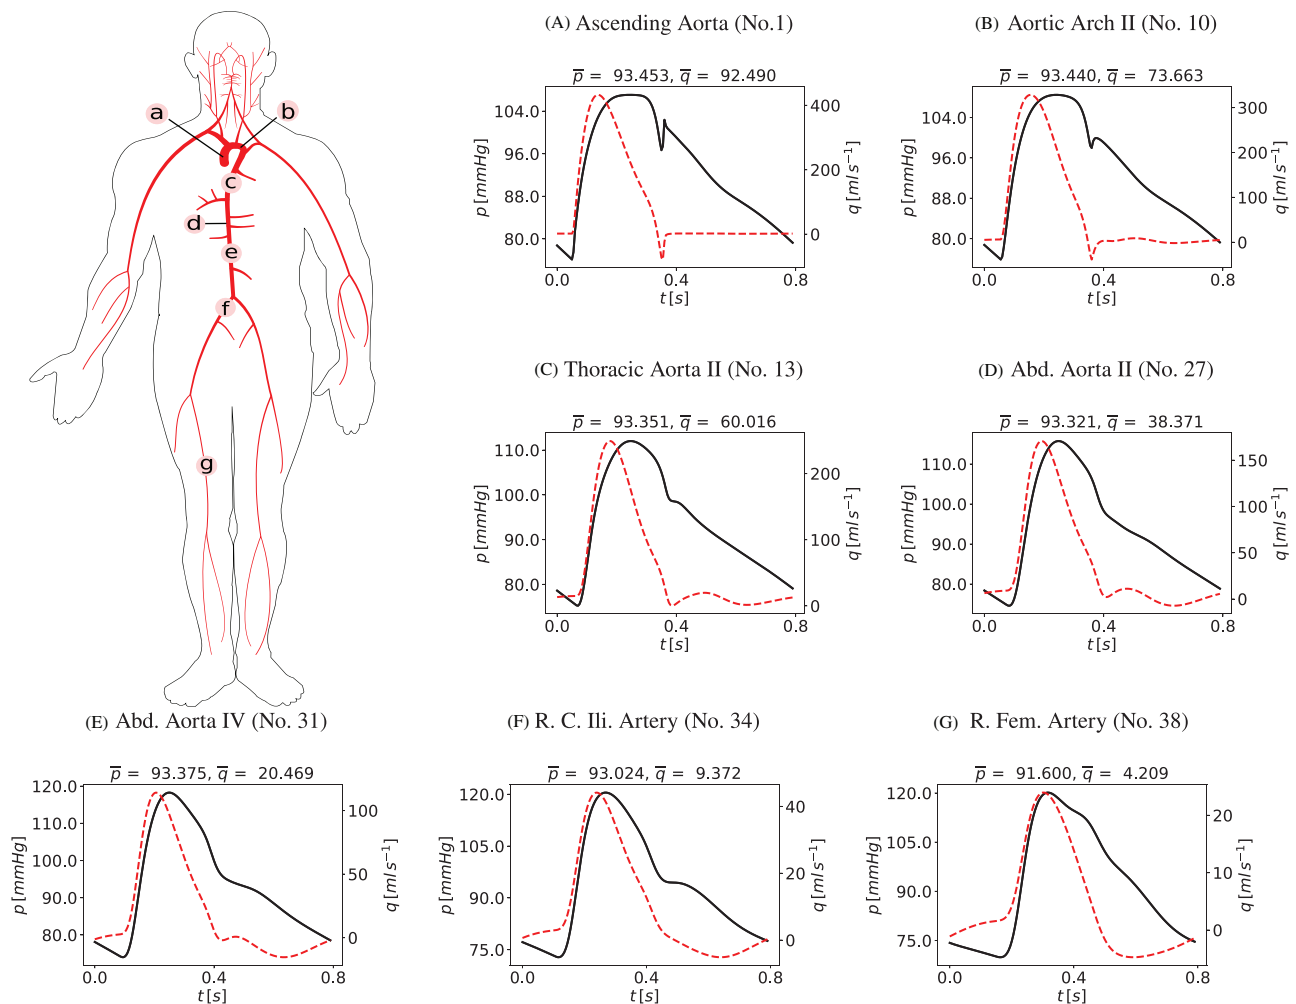 (A) Ascending Aorta (No.1)
p̅ = 93.453, q̅ = 92.490
104.0
96.0
88.0
80.0
p [mmHg]
400
200
0
q [ml s⁻¹]
0.0
0.4
0.8
t [s]
(B) Aortic Arch II (No. 10)
p̅ = 93.440, q̅ = 73.663
104.0
96.0
88.0
80.0
p [mmHg]
300
200
100
0
q [ml s⁻¹]
0.0
0.4
0.8
t [s]
a
b
c
d
e
f
g
(C) Thoracic Aorta II (No. 13)
p̅ = 93.351, q̅ = 60.016
110.0
100.0
90.0
80.0
p [mmHg]
200
100
0
q [ml s⁻¹]
0.0
0.4
0.8
t [s]
(D) Abd. Aorta II (No. 27)
p̅ = 93.321, q̅ = 38.371
110.0
100.0
90.0
80.0
p [mmHg]
150
100
50
0
q [ml s⁻¹]
0.0
0.4
0.8
t [s]
(E) Abd. Aorta IV (No. 31)
p̅ = 93.375, q̅ = 20.469
120.0
110.0
100.0
90.0
80.0
p [mmHg]
100
50
0
q [ml s⁻¹]
0.0
0.4
0.8
t [s]
(F) R. C. Ili. Artery (No. 34)
p̅ = 93.024, q̅ = 9.372
120.0
105.0
90.0
75.0
p [mmHg]
40
20
0
q [ml s⁻¹]
0.0
0.4
0.8
t [s]
(G) R. Fem. Artery (No. 38)
p̅ = 91.600, q̅ = 4.209
120.0
105.0
90.0
75.0
p [mmHg]
20
10
0
q [ml s⁻¹]
0.0
0.4
0.8
t [s]